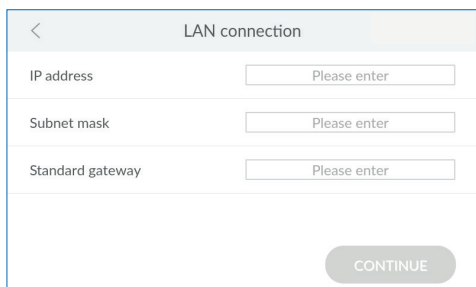 LAN connection
IP address Please enter
Subnet mask Please enter
Standard gateway Please enter
CONTINUE